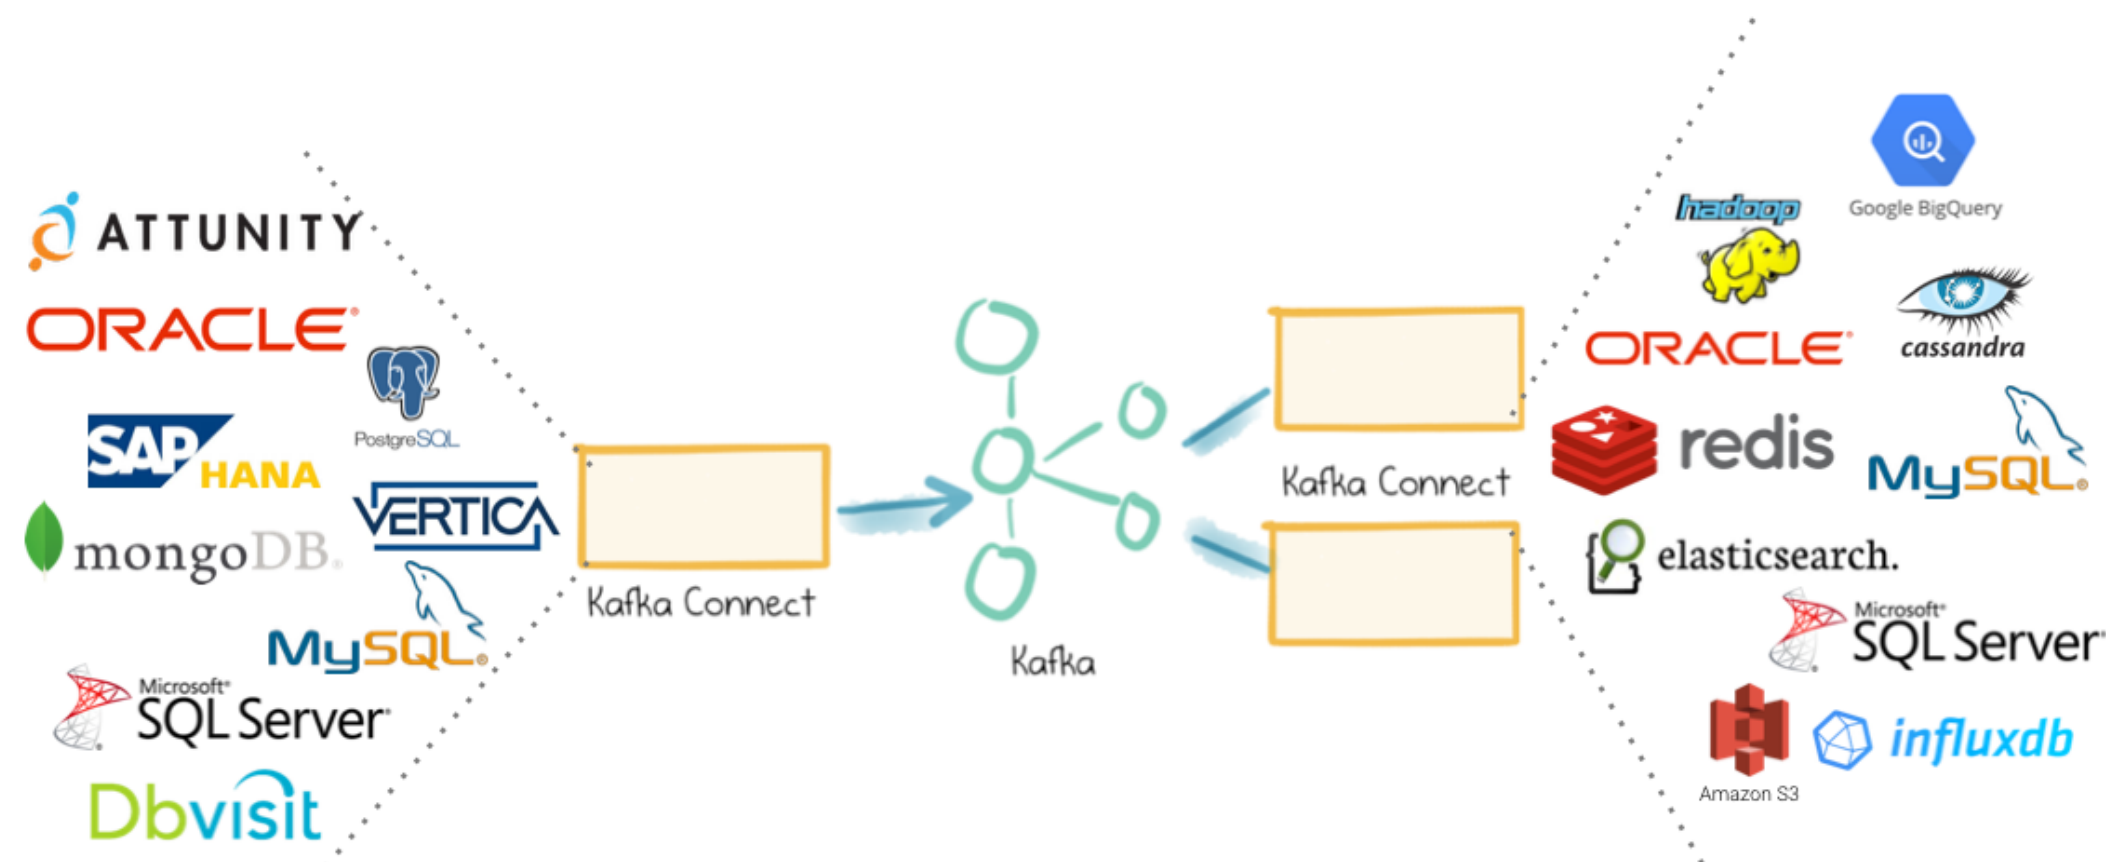 ATTUNITY
ORACLE®
PostgreSQL
SAP HANA
VERTICA
mongoDB®
MySQL®
Microsoft®
SQL Server®
Dbvisit
Kafka Connect
Kafka
Kafka Connect
Google BigQuery
hadoop
cassandra
ORACLE®
redis
MySQL®
elasticsearch.
Microsoft®
SQL Server®
Amazon S3
influxdb